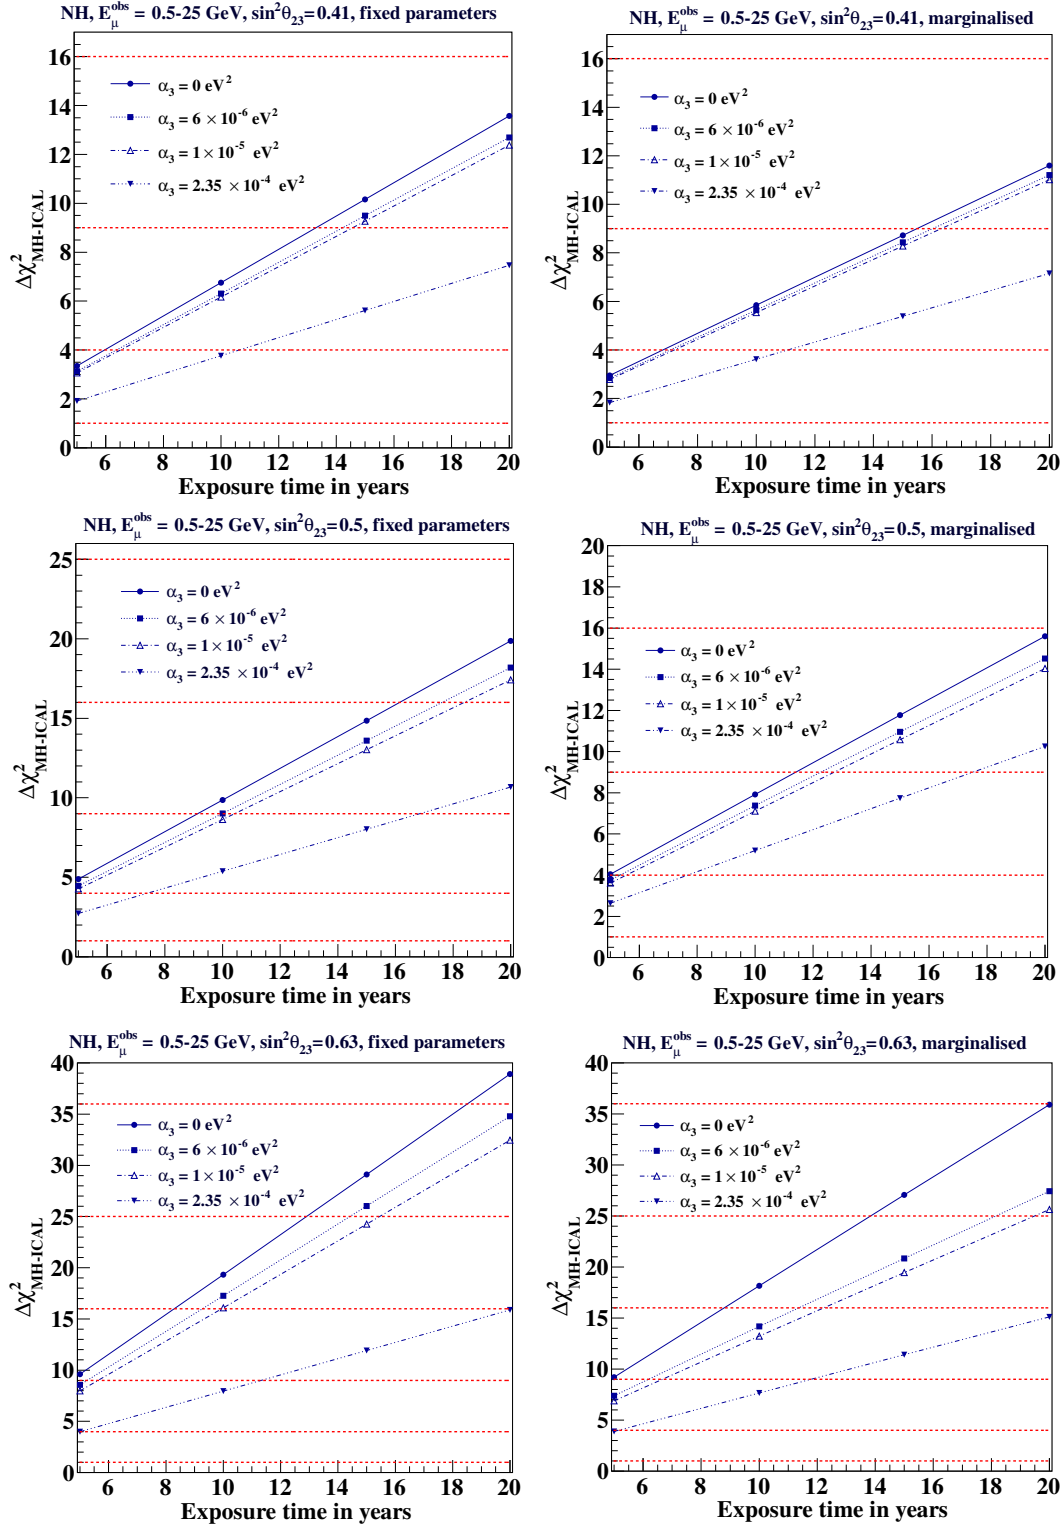 NH, E_μ^obs = 0.5-25 GeV, sin²θ₂₃=0.41, fixed parameters
Δχ²_MH-ICAL
16
14
12
10
8
6
4
2
0
α₃ = 0 eV²
α₃ = 6 × 10⁻⁶ eV²
α₃ = 1 × 10⁻⁵ eV²
α₃ = 2.35 × 10⁻⁴ eV²
6 8 10 12 14 16 18 20
Exposure time in years
NH, E_μ^obs = 0.5-25 GeV, sin²θ₂₃=0.41, marginalised
Δχ²_MH-ICAL
16
14
12
10
8
6
4
2
0
α₃ = 0 eV²
α₃ = 6 × 10⁻⁶ eV²
α₃ = 1 × 10⁻⁵ eV²
α₃ = 2.35 × 10⁻⁴ eV²
6 8 10 12 14 16 18 20
Exposure time in years
NH, E_μ^obs = 0.5-25 GeV, sin²θ₂₃=0.5, fixed parameters
Δχ²_MH-ICAL
25
20
15
10
5
0
α₃ = 0 eV²
α₃ = 6 × 10⁻⁶ eV²
α₃ = 1 × 10⁻⁵ eV²
α₃ = 2.35 × 10⁻⁴ eV²
6 8 10 12 14 16 18 20
Exposure time in years
NH, E_μ^obs = 0.5-25 GeV, sin²θ₂₃=0.5, marginalised
Δχ²_MH-ICAL
20
18
16
14
12
10
8
6
4
2
0
α₃ = 0 eV²
α₃ = 6 × 10⁻⁶ eV²
α₃ = 1 × 10⁻⁵ eV²
α₃ = 2.35 × 10⁻⁴ eV²
6 8 10 12 14 16 18 20
Exposure time in years
NH, E_μ^obs = 0.5-25 GeV, sin²θ₂₃=0.63, fixed parameters
Δχ²_MH-ICAL
40
35
30
25
20
15
10
5
0
α₃ = 0 eV²
α₃ = 6 × 10⁻⁶ eV²
α₃ = 1 × 10⁻⁵ eV²
α₃ = 2.35 × 10⁻⁴ eV²
6 8 10 12 14 16 18 20
Exposure time in years
NH, E_μ^obs = 0.5-25 GeV, sin²θ₂₃=0.63, marginalised
Δχ²_MH-ICAL
40
35
30
25
20
15
10
5
0
α₃ = 0 eV²
α₃ = 6 × 10⁻⁶ eV²
α₃ = 1 × 10⁻⁵ eV²
α₃ = 2.35 × 10⁻⁴ eV²
6 8 10 12 14 16 18 20
Exposure time in years